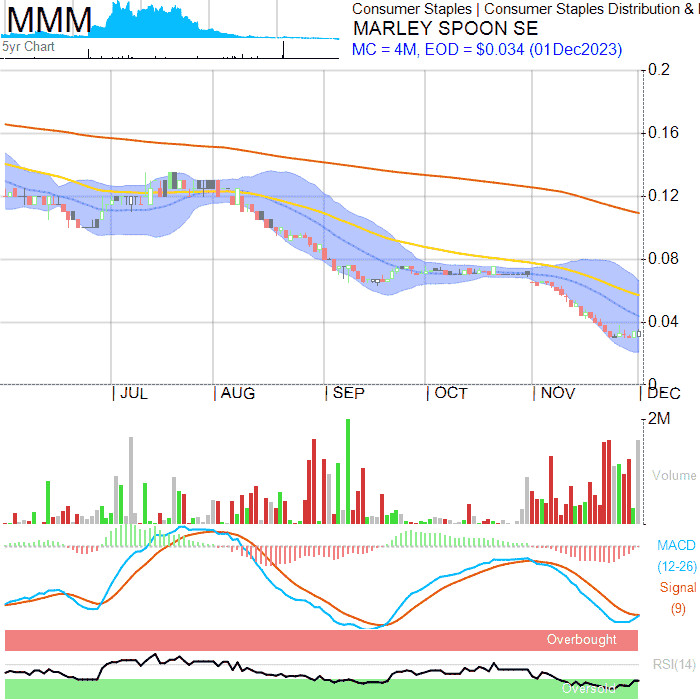 MMM
5yr Chart
Consumer Staples | Consumer Staples Distribution &
MARLEY SPOON SE
MC = 4M, EOD = $0.034 (01Dec2023)
0.2
0.16
0.12
0.08
0.04
0
JUL
AUG
SEP
OCT
NOV
DEC
2M
Volume
MACD
(12-26)
Signal
(9)
Overbought
RSI(14)
Oversold